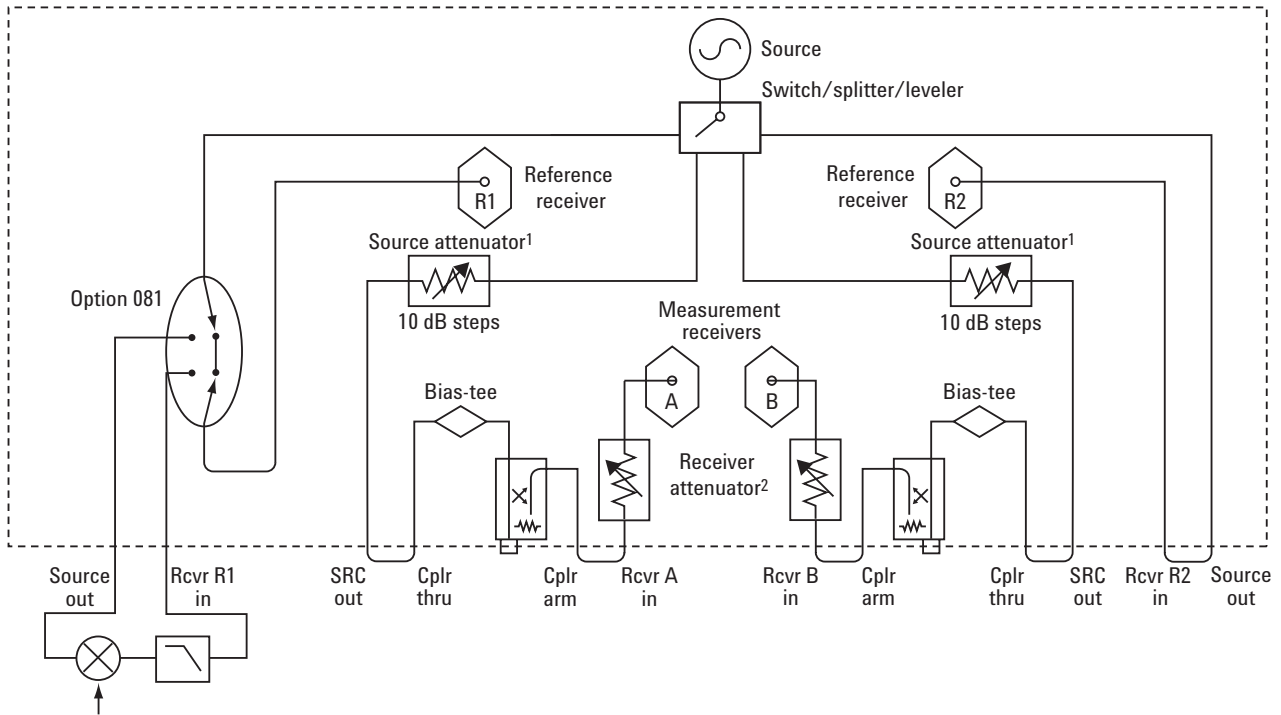 Source
Switch/splitter/leveler
Reference
receiver
R1
Reference
receiver
R2
Source attenuator1
10 dB steps
Source attenuator1
10 dB steps
Option 081
Measurement
receivers
A
B
Bias-tee
Bias-tee
Receiver
attenuator2
Source
out
Rcvr R1
in
SRC
out
Cplr
thru
Cplr
arm
Rcvr A
in
Rcvr B
in
Cplr
arm
Cplr
thru
SRC
out
Rcvr R2
in
Source
out